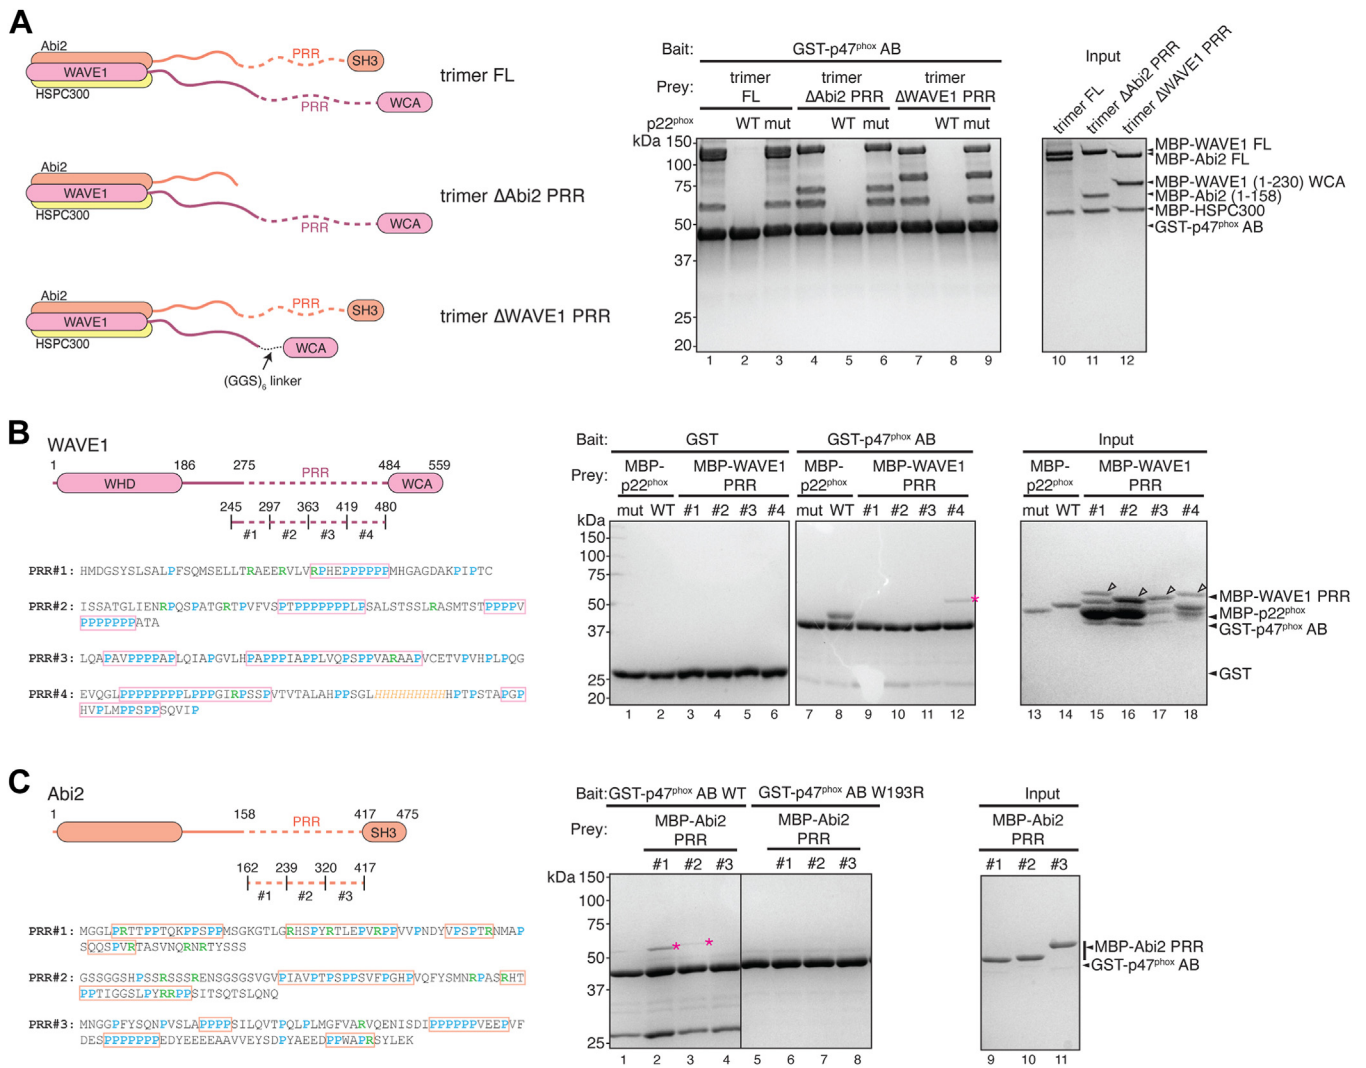 A
Abi2
WAVE1
HSPC300
PRR
SH3
PRR
WCA
trimer FL
Abi2
WAVE1
HSPC300
PRR
WCA
trimer ΔAbi2 PRR
Abi2
WAVE1
HSPC300
PRR
SH3
WCA
(GGS)6 linker
trimer ΔWAVE1 PRR
Bait: GST-p47phox AB
Prey: trimer FL trimer ΔAbi2 PRR trimer ΔWAVE1 PRR
p22phox WT mut WT mut WT mut
kDa
150
100
75
50
37
25
20
1 2 3 4 5 6 7 8 9
Input
trimer FL
trimer ΔAbi2 PRR
trimer ΔWAVE1 PRR
MBP-WAVE1 FL
MBP-Abi2 FL
MBP-WAVE1 (1-230) WCA
MBP-Abi2 (1-158)
MBP-HSPC300
GST-p47phox AB
10 11 12
B
WAVE1
1 186 275 484 559
WHD PRR WCA
245 297 363 419 480
#1 #2 #3 #4
PRR#1: HMDGSYSLSALPFSQMSELLTRAEERVLVRPHEPPPPPPMHGAGDAKPIPTC
PRR#2: ISSATGLIENRPQSPATGRTPVFVSPTPPPPPPPPLPSALSTSSLRASMTSTPPPPV
PPPPPPPATA
PRR#3: LQAPAVPPPPAPLQIAPGVLHPAPPPIAPPLVQPSPPVARAAPVCETVPVHPLPQG
PRR#4: EVQGLPPPPPPPPLPPPGIRPSSPVTVTALAHPPSGLHHHHHHHHHHPTPSTAPGP
HVPLMPPSPPSQVIP
Bait: GST GST-p47phox AB Input
Prey: MBP-p22phox MBP-WAVE1 PRR MBP-p22phox MBP-WAVE1 PRR MBP-p22phox MBP-WAVE1 PRR
mut WT #1 #2 #3 #4 mut WT #1 #2 #3 #4 mut WT #1 #2 #3 #4
kDa
150
100
75
50
37
25
20
*
MBP-WAVE1 PRR
MBP-p22phox
GST-p47phox AB
GST
1 2 3 4 5 6 7 8 9 10 11 12 13 14 15 16 17 18
C
Abi2
1 158 417 475
PRR SH3
162 239 320 417
#1 #2 #3
PRR#1: MGGLPRTTPPTQKPPSPPMSGKGTLGRHSPYRTLEPVRPPVVPNDYVPSPTRNMAP
SQQSPVRTASVNQRNRTYSSS
PRR#2: GSSGGSHPSSRSSSRENSGSGSVGVPIAVPTPSPPSVFPGHPVQFYSMNRPASRHT
PPTIGGSLPYRRPPSITSQTSLQNQ
PRR#3: MNGGPFYSQNPVSLAPPPPSILQVTPQLPLMGFVARVQENISDIPPPPPPVEEPVF
DESPPPPPPPEDYEEEEAAVVEYSDPYAEEDPPWAPRSYLEK
Bait: GST-p47phox AB WT GST-p47phox AB W193R Input
Prey: MBP-Abi2 PRR MBP-Abi2 PRR MBP-Abi2 PRR
#1 #2 #3 #1 #2 #3 #1 #2 #3
kDa 150
100
75
50
37
25
* *
MBP-Abi2 PRR
GST-p47phox AB
1 2 3 4 5 6 7 8 9 10 11